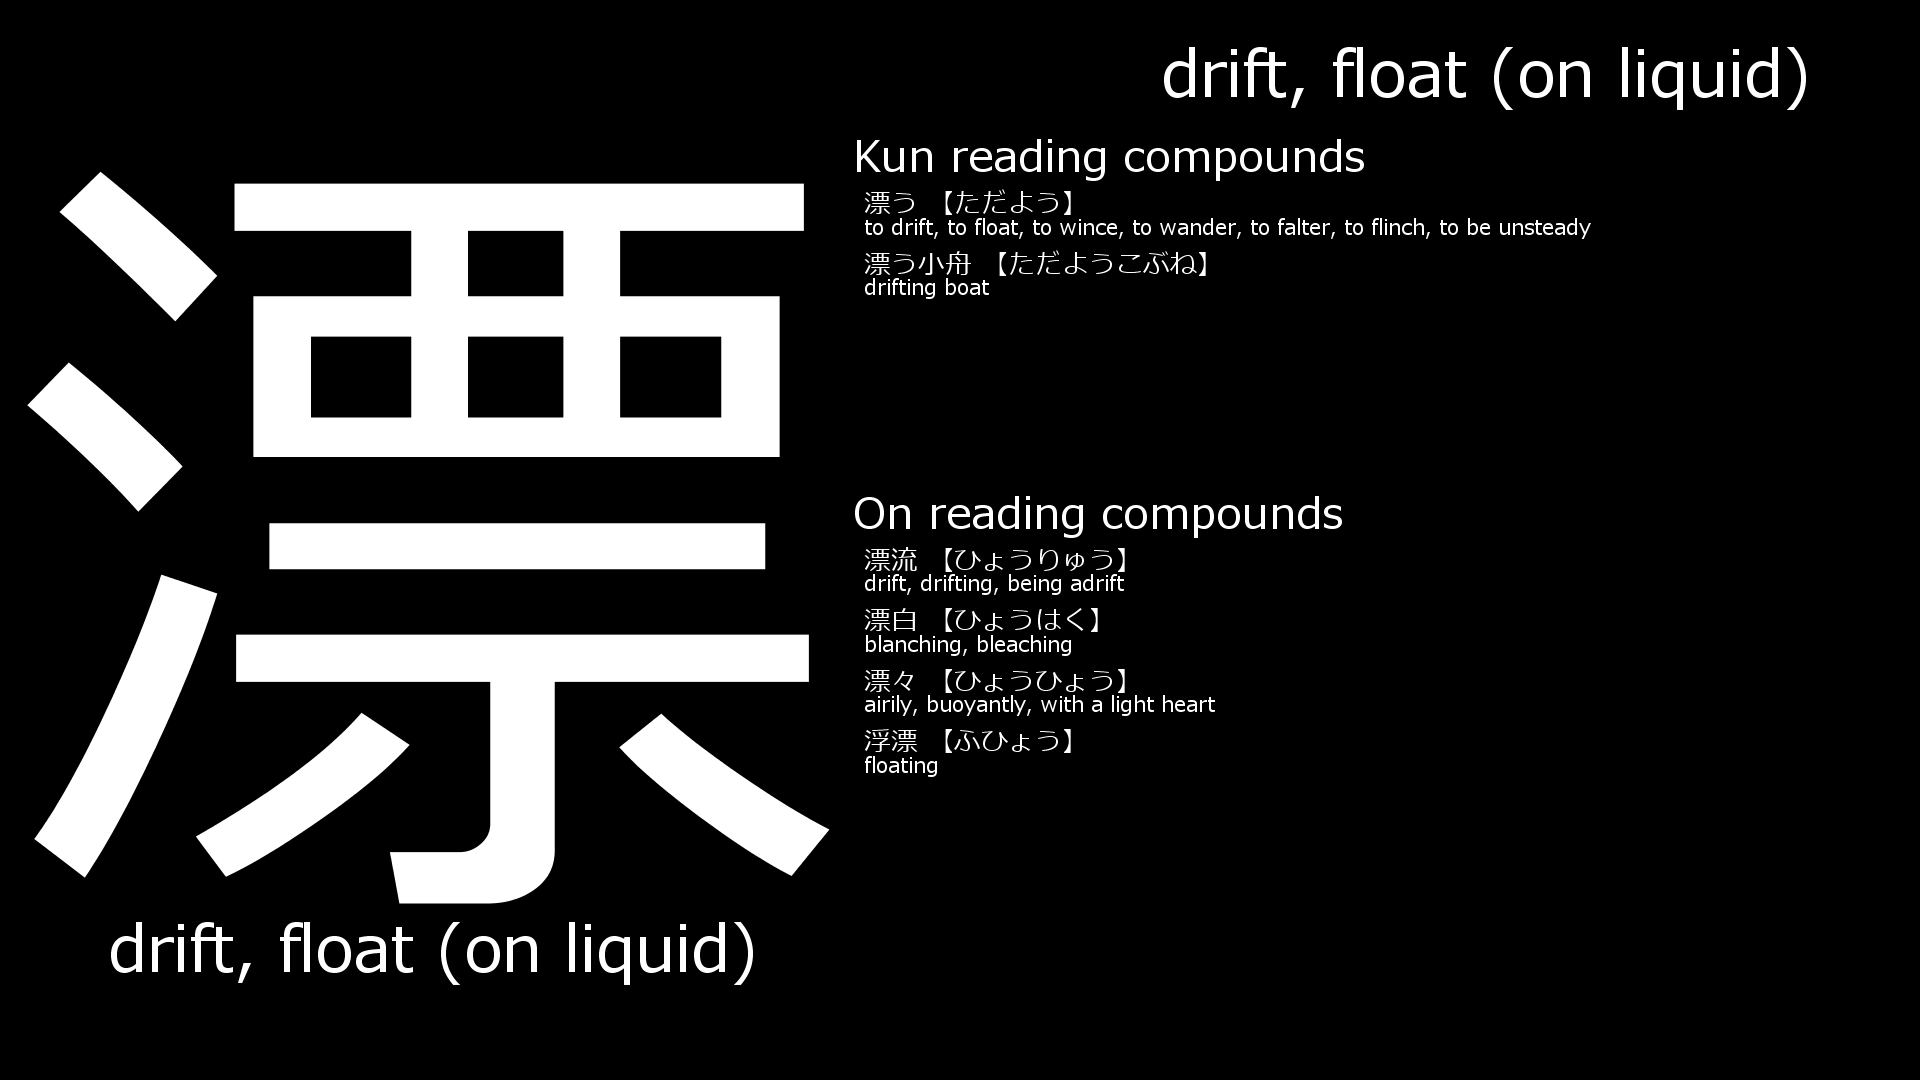 漂
drift, float (on liquid)
drift, float (on liquid)
Kun reading compounds
漂う 【ただよう】
to drift, to float, to wince, to wander, to falter, to flinch, to be unsteady
漂う小舟 【ただようこぶね】
drifting boat
On reading compounds
漂流 【ひょうりゅう】
drift, drifting, being adrift
漂白 【ひょうはく】
blanching, bleaching
漂々 【ひょうひょう】
airily, buoyantly, with a light heart
浮漂 【ふひょう】
floating